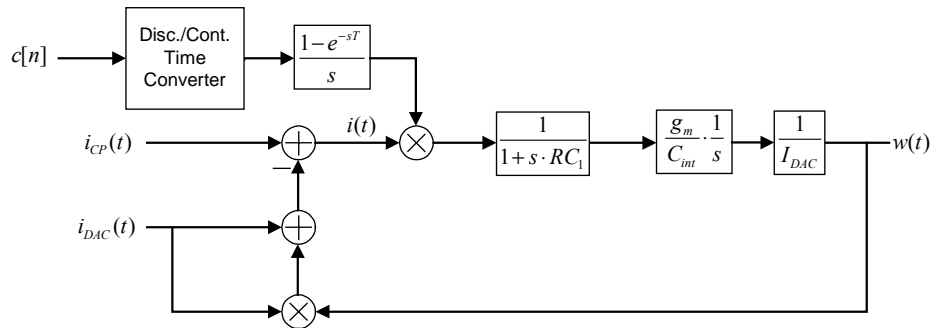 Disc./Cont.
Time
Converter
c[n]
1−e^{−sT}
s
i_{CP}(t)
+
i(t)
×
1
1+s·RC_1
g_m
C_{int}
·
1
s
1
I_{DAC}
w(t)
−
i_{DAC}(t)
+
×